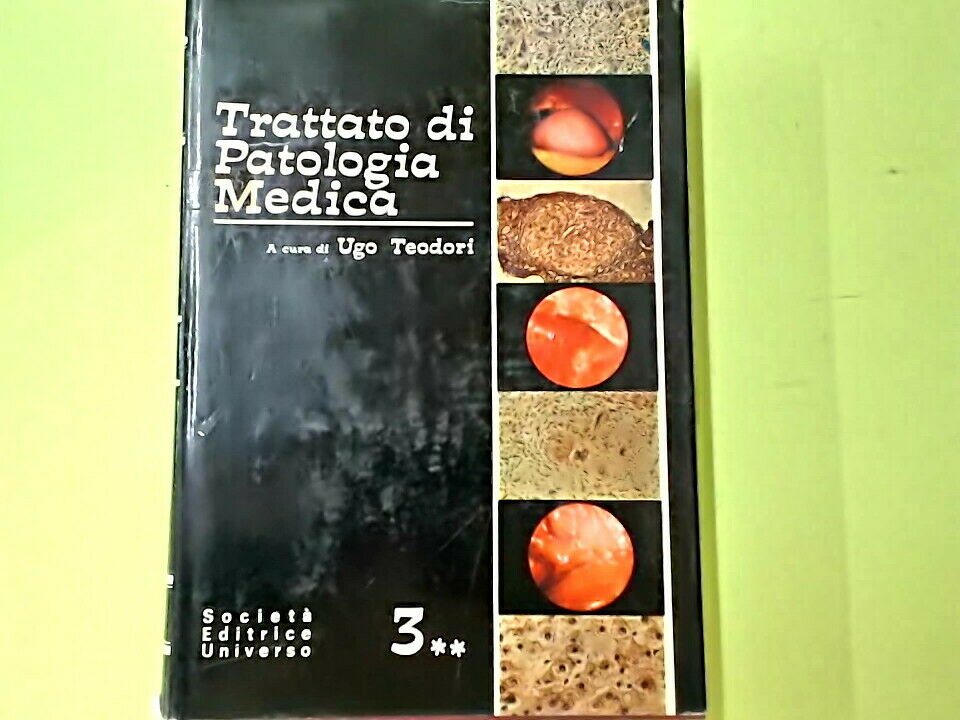 Trattato di
Patologia
Medica
A cura di Ugo Teodori
Società
Editrice
Universo
3**